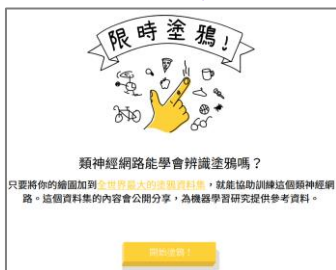 限時塗鴉！
類神經網路能學會辨識塗鴉嗎？
只要將你的繪圖加到全世界最大的塗鴉資料集，就能協助訓練這個類神經網
路。這個資料集的內容會公開分享，為機器學習研究提供參考資料。
開始塗鴉！